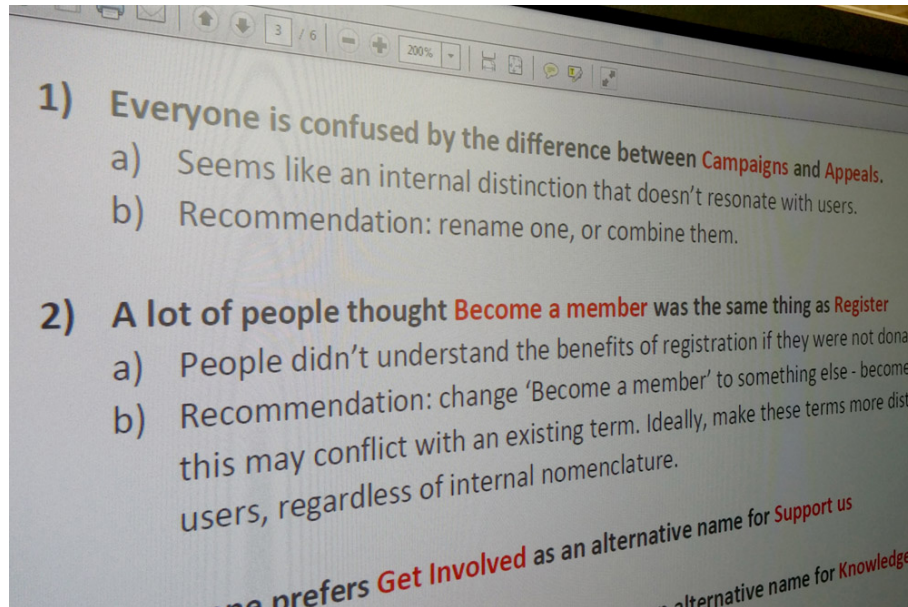 3 / 6 200%
1) Everyone is confused by the difference between Campaigns and Appeals.
a) Seems like an internal distinction that doesn't resonate with users.
b) Recommendation: rename one, or combine them.
2) A lot of people thought Become a member was the same thing as Register
a) People didn't understand the benefits of registration if they were not
b) Recommendation: change 'Become a member' to something else - become
this may conflict with an existing term. Ideally, make these terms more
users, regardless of internal nomenclature.
prefers Get Involved as an alternative name for Support us
alternative name for Knowledge